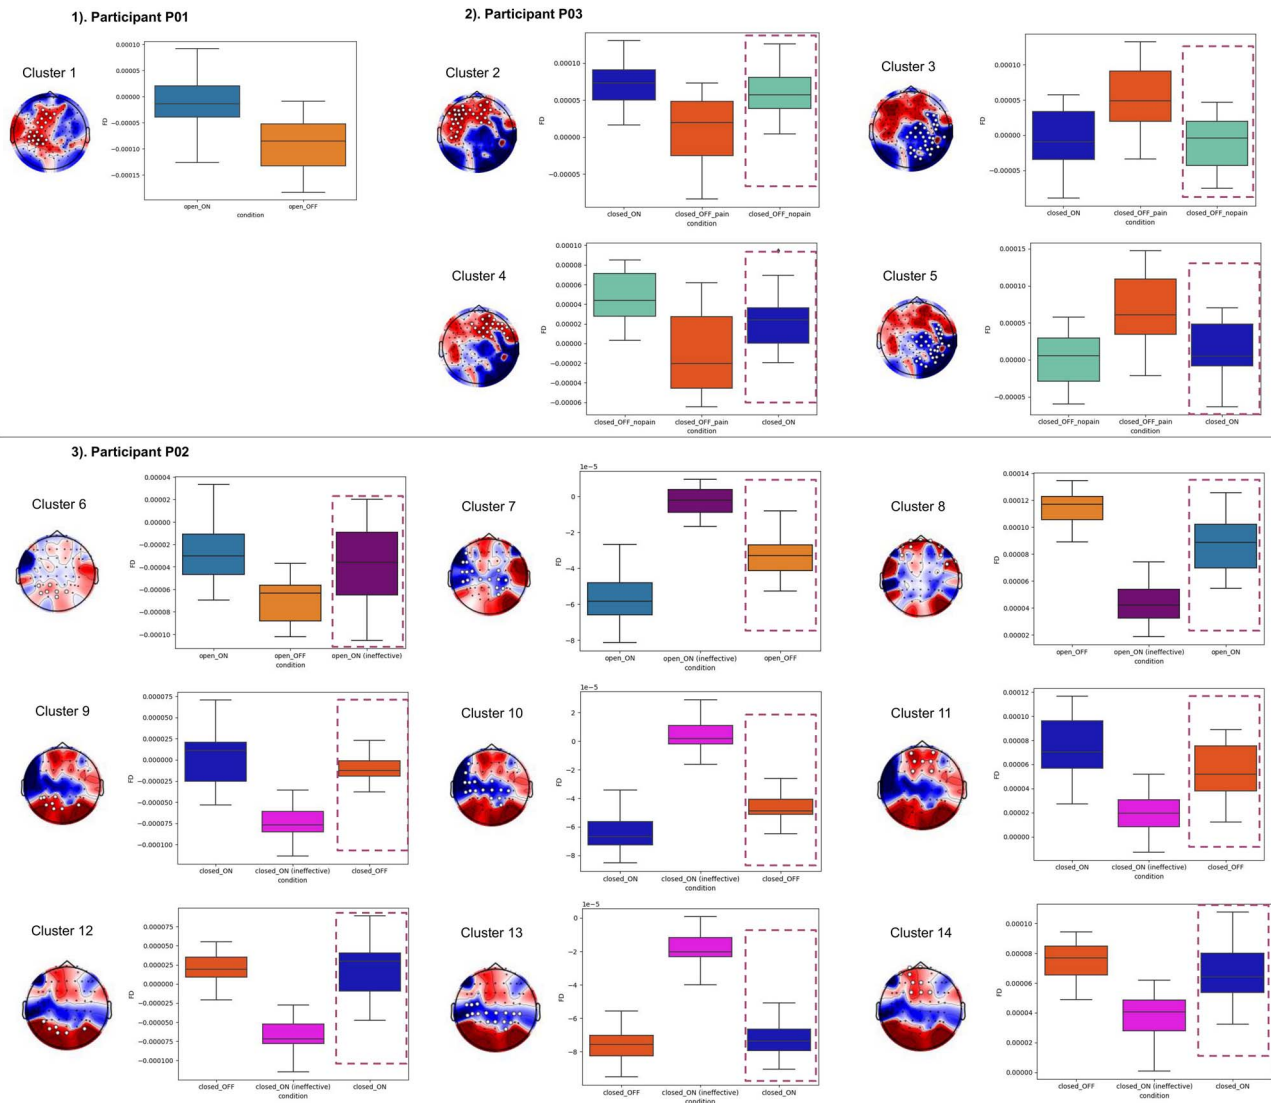 1). Participant P01
2). Participant P03
Cluster 1
0.00010
0.00005
0.00000
−0.00005
−0.00010
−0.00015
FD
open_ON
open_OFF
condition
Cluster 2
0.00010
0.00005
0.00000
−0.00005
FD
closed_ON
closed_OFF_pain
closed_OFF_nopain
condition
Cluster 3
0.00010
0.00005
0.00000
−0.00005
FD
closed_ON
closed_OFF_pain
closed_OFF_nopain
condition
Cluster 4
0.00010
0.00008
0.00006
0.00004
0.00002
0.00000
−0.00002
−0.00004
−0.00006
FD
closed_OFF_nopain
closed_OFF_pain
closed_ON
condition
Cluster 5
0.00015
0.00010
0.00005
0.00000
−0.00005
FD
closed_OFF_nopain
closed_OFF_pain
closed_ON
condition
3). Participant P02
Cluster 6
0.00004
0.00002
0.00000
−0.00002
−0.00004
−0.00006
−0.00008
−0.00010
FD
open_ON
open_OFF
open_ON (ineffective)
condition
Cluster 7
1e−5
0
−2
−4
−6
−8
FD
open_ON
open_ON (ineffective)
open_OFF
condition
Cluster 8
0.00014
0.00012
0.00010
0.00008
0.00006
0.00004
0.00002
FD
open_OFF
open_ON (ineffective)
open_ON
condition
Cluster 9
0.000075
0.000050
0.000025
0.000000
−0.000025
−0.000050
−0.000075
−0.000100
FD
closed_ON
closed_ON (ineffective)
closed_OFF
condition
Cluster 10
1e−5
2
0
−2
−4
−6
−8
FD
closed_ON
closed_ON (ineffective)
closed_OFF
condition
Cluster 11
0.00012
0.00010
0.00008
0.00006
0.00004
0.00002
0.00000
FD
closed_ON
closed_ON (ineffective)
closed_OFF
condition
Cluster 12
0.000075
0.000050
0.000025
0.000000
−0.000025
−0.000050
−0.000075
−0.000100
FD
closed_OFF
closed_ON (ineffective)
closed_ON
condition
Cluster 13
1e−5
0
−2
−4
−6
−8
FD
closed_OFF
closed_ON (ineffective)
closed_ON
condition
Cluster 14
0.00010
0.00008
0.00006
0.00004
0.00002
0.00000
FD
closed_OFF
closed_ON (ineffective)
closed_ON
condition